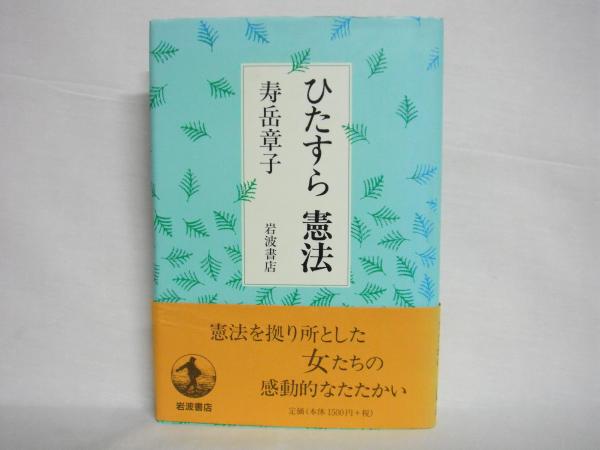 ひたすら 憲法
寿岳章子
岩波書店
憲法を拠り所とした
女たちの
感動的なたたかい
岩波書店
定価(本体1500円+税)